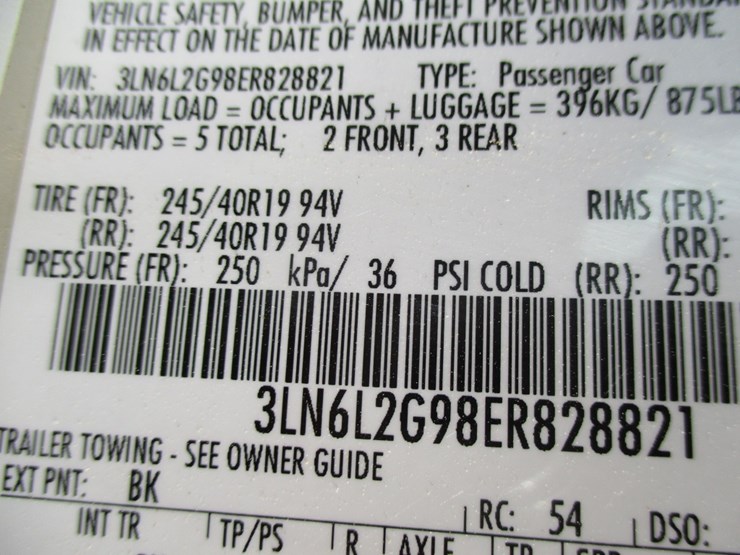 VEHICLE SAFETY, BUMPER, AND THEFT PREVENTION
IN EFFECT ON THE DATE OF MANUFACTURE SHOWN ABOVE.
VIN: 3LN6L2G98ER828821 TYPE: Passenger Car
MAXIMUM LOAD = OCCUPANTS + LUGGAGE = 396KG/ 875LB
OCCUPANTS = 5 TOTAL; 2 FRONT, 3 REAR
TIRE (FR): 245/40R19 94V RIMS (FR):
(RR): 245/40R19 94V (RR):
PRESSURE (FR): 250 kPa/ 36 PSI COLD (RR): 250
3LN6L2G98ER828821
TRAILER TOWING - SEE OWNER GUIDE
EXT PNT: BK RC: 54 DSO:
INT TR TP/PS R AXLE TR